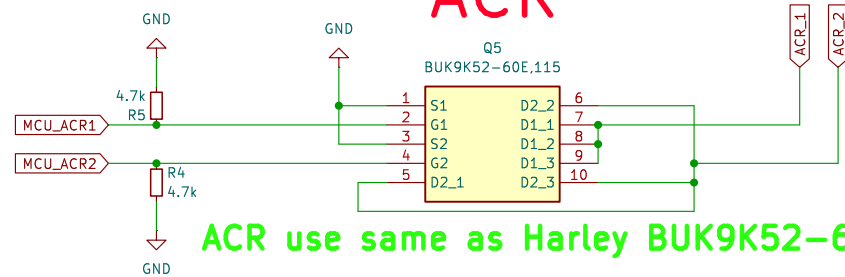 ACR
GND
GND
ACR_1
ACR_2
Q5
BUK9K52-60E,115
4.7k
R5
MCU_ACR1
MCU_ACR2
R4
4.7k
1 S1 D2_2 6
2 G1 D1_1 7
3 S2 D1_2 8
4 G2 D1_3 9
5 D2_1 D2_3 10
ACR use same as Harley BUK9K52-6
GND